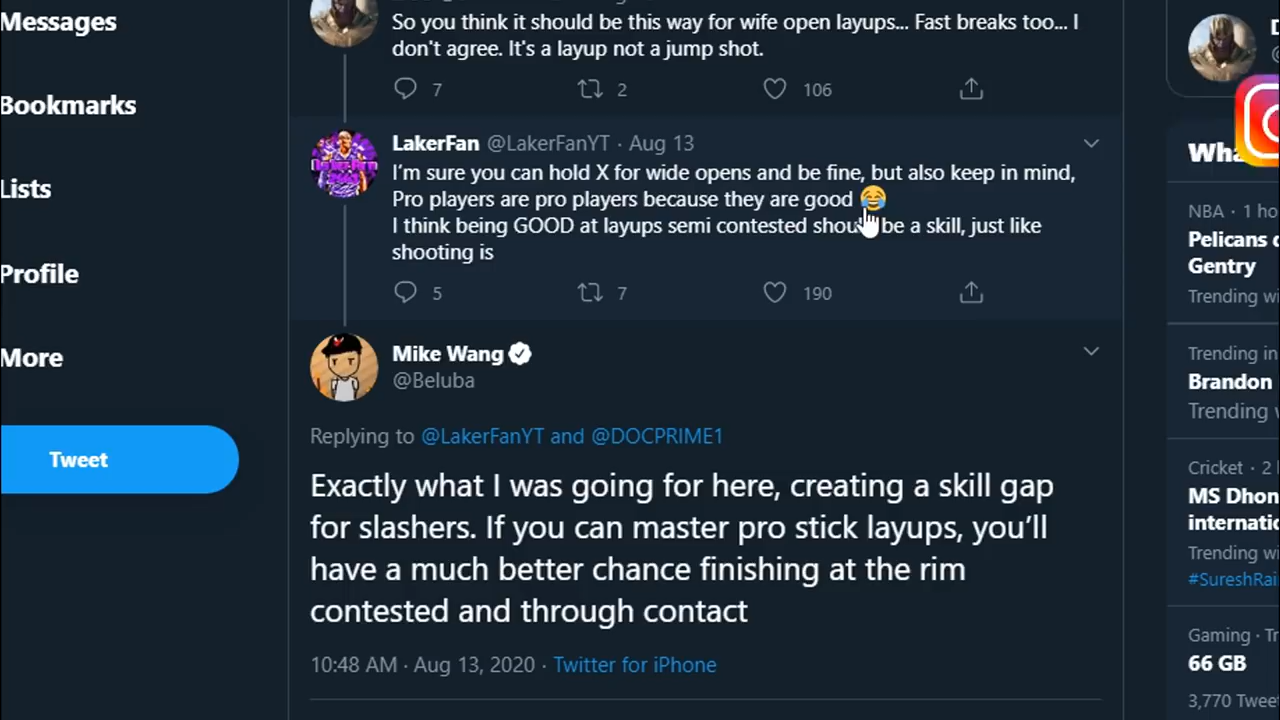 Messages
Bookmarks
Lists
Profile
More
Tweet
So you think it should be this way for wife open layups... Fast breaks too... I
don't agree. It's a layup not a jump shot.
7 2 106
LakerFan @LakerFanYT · Aug 13
I'm sure you can hold X for wide opens and be fine, but also keep in mind,
Pro players are pro players because they are good 😂
I think being GOOD at layups semi contested should be a skill, just like
shooting is
5 7 190
Mike Wang
@Beluba
Replying to @LakerFanYT and @DOCPRIME1
Exactly what I was going for here, creating a skill gap
for slashers. If you can master pro stick layups, you'll
have a much better chance finishing at the rim
contested and through contact
10:48 AM · Aug 13, 2020 · Twitter for iPhone
NBA · 1 ho
Pelicans
Gentry
Trending wi
Trending in
Brandon
Trending
Cricket · 2
MS Dhon
internatio
Trending wi
#SureshRai
Gaming · Tr
66 GB
3,770 Twee